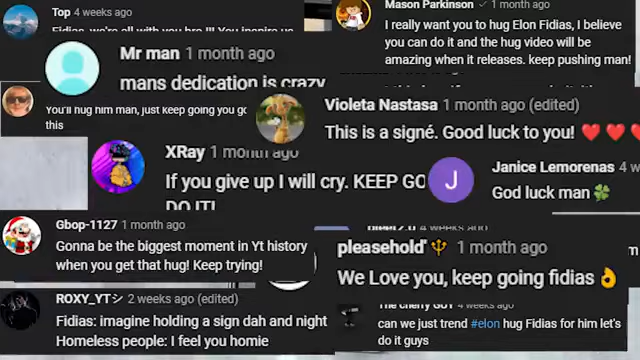 Top 4 weeks ago
Fidias, we're all with you bro !!! You inspire us
Mason Parkinson 1 month ago
I really want you to hug Elon Fidias, I believe
you can do it and the hug video will be
amazing when it releases. keep pushing man!
Mr man 1 month ago
mans dedication is crazy
You'll hug him man, just keep going you go
this
Violeta Nastasa 1 month ago (edited)
This is a signé. Good luck to you! ❤️❤️❤
XRay 1 month ago
If you give up I will cry. KEEP GO
DO IT!
J
Janice Lemorenas 4 w
God luck man 🍀
Gbop-1127 1 month ago
Gonna be the biggest moment in Yt history
when you get that hug! Keep trying!
4 weeks ago
pleasehold 🔱 1 month ago
We Love you, keep going fidias 👌
ROXY_YTシ 2 weeks ago (edited)
Fidias: imagine holding a sign dah and night
Homeless people: I feel you homie
The cherry GUY 4 weeks ago
can we just trend #elon hug Fidias for him let's
do it guys